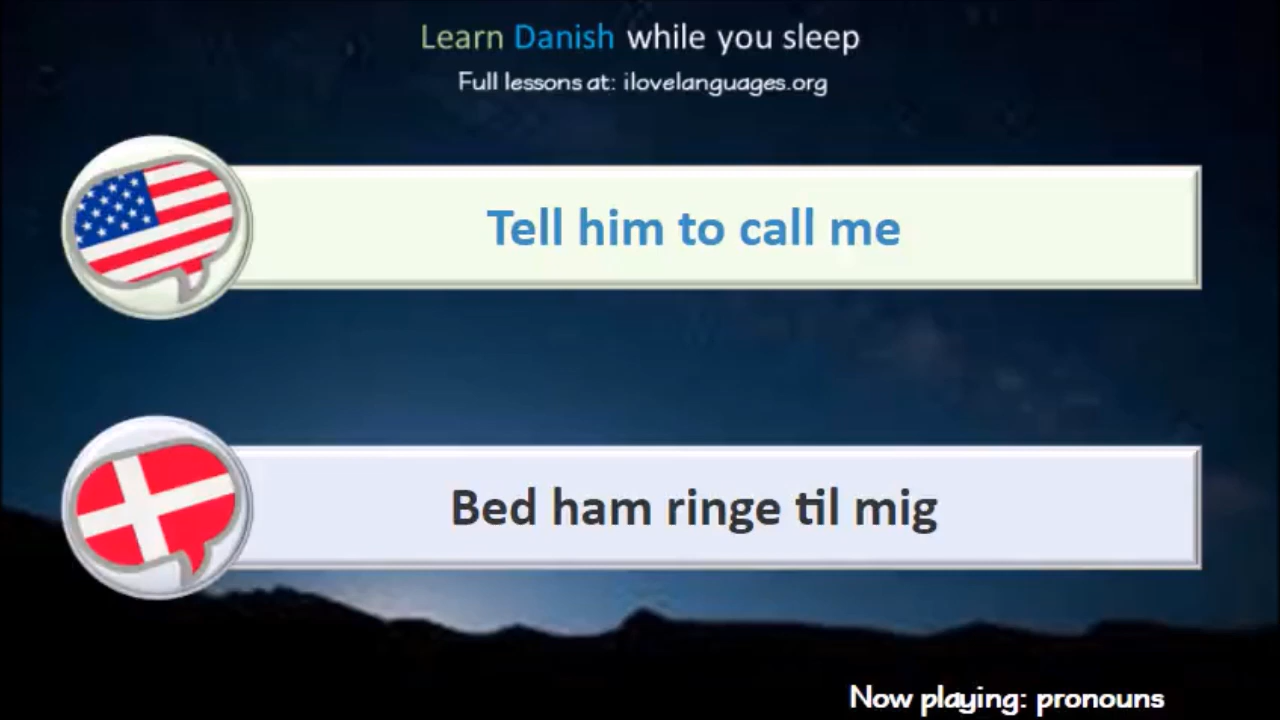 Learn Danish while you sleep
Full lessons at: ilovelanguages.org
Tell him to call me
Bed ham ringe til mig
Now playing: pronouns